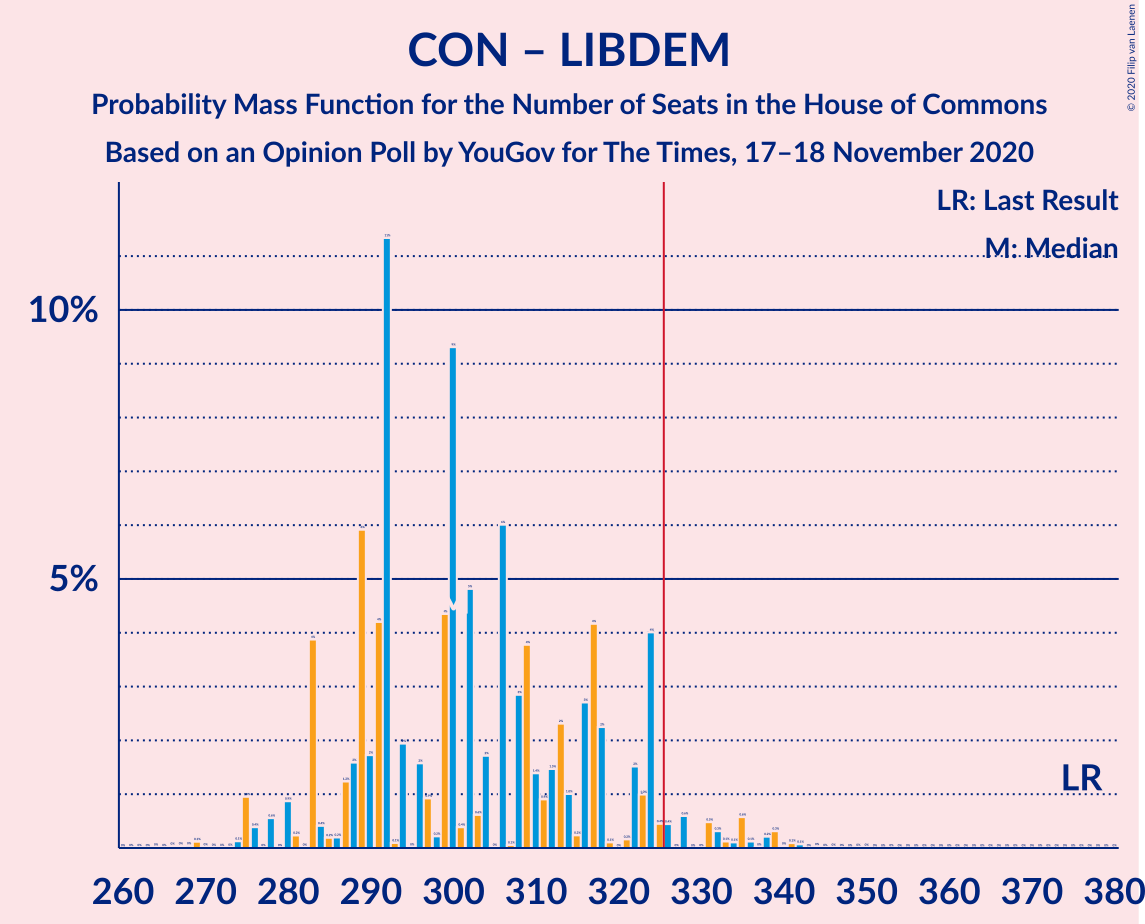 CON – LIBDEM
Probability Mass Function for the Number of Seats in the House of Commons
Based on an Opinion Poll by YouGov for The Times, 17–18 November 2020
© 2020 Filip van Laenen
LR: Last Result
M: Median
10%
5%
LR
260 270 280 290 300 310 320 330 340 350 360 370 380